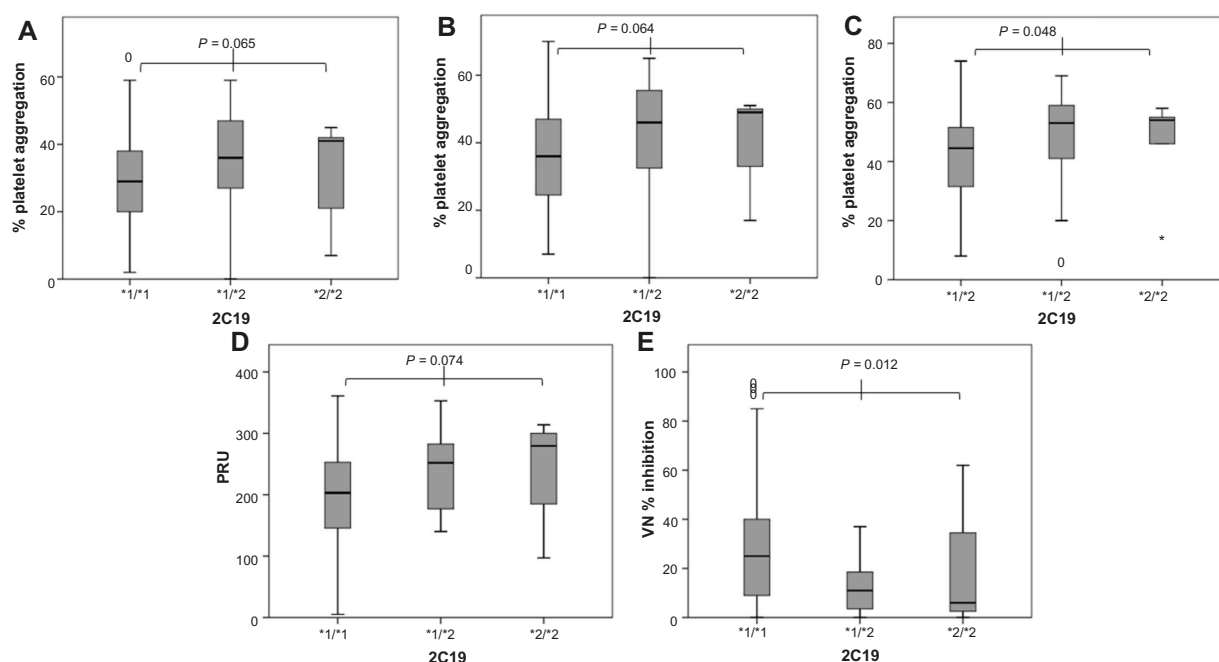 A
P = 0.065
0
% platelet aggregation
60
40
20
0
*1/*1
*1/*2
*2/*2
2C19
B
P = 0.064
% platelet aggregation
60
40
20
0
*1/*1
*1/*2
*2/*2
2C19
C
P = 0.048
% platelet aggregation
80
60
40
20
0
0
*
*1/*2
*1/*2
*2/*2
2C19
D
P = 0.074
PRU
400
300
200
100
0
*1/*1
*1/*2
*2/*2
2C19
E
P = 0.012
VN % inhibition
100
80
60
40
20
0
*1/*1
*1/*2
*2/*2
2C19